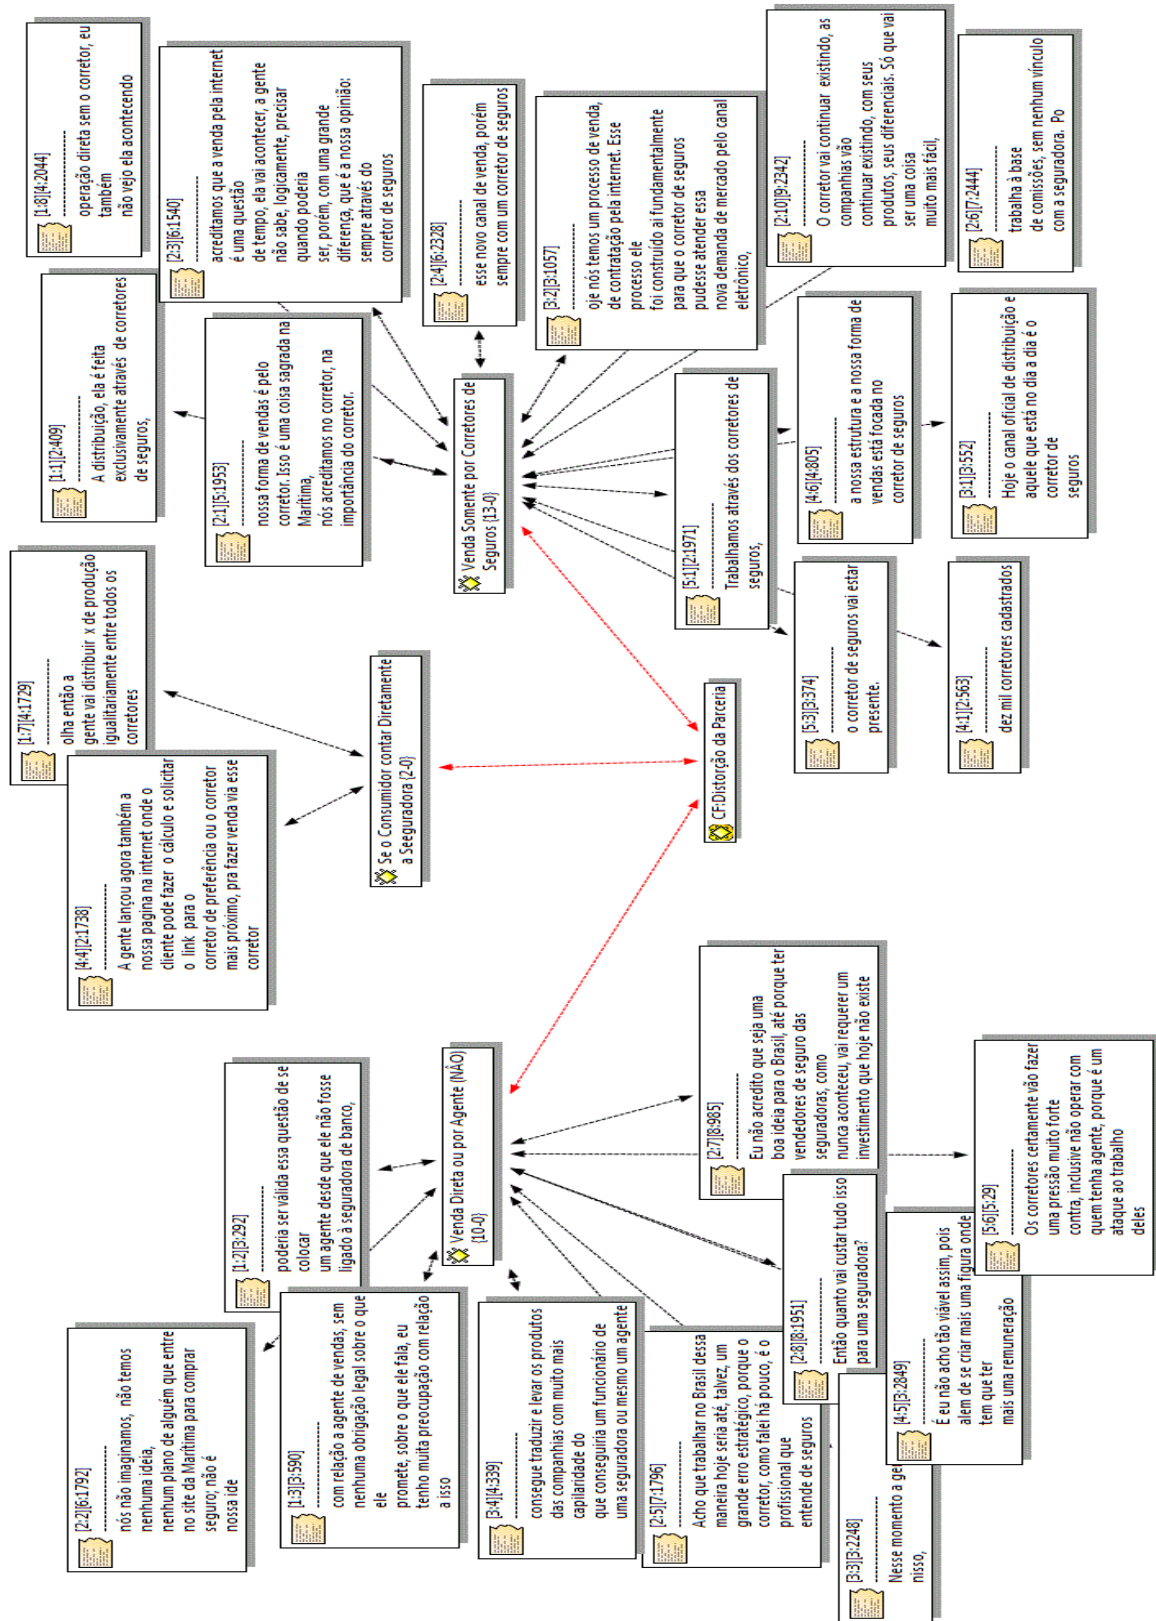 [1:8][4:2044]
operação direta sem o corretor, eu
também
não vejo ela acontecendo
[2:3][6:1540]
acreditamos que a venda pela internet
é uma questão
de tempo, ela vai acontecer, a gente
não sabe, logicamente, precisar
quando poderia
ser, porém, com uma grande
diferença, que é a nossa opinião:
sempre através do
corretor de seguros
[2:4][6:2328]
esse novo canal de venda, porém
sempre com um corretor de seguros
[3:2][3:1057]
oje nós temos um processo de venda,
de contratação pela internet. Esse
processo ele
foi construído ai fundamentalmente
para que o corretor de seguros
pudesse atender essa
nova demanda de mercado pelo canal
eletrônico,
[2:10][9:2342]
O corretor vai continuar existindo, as
companhias vão
continuar existindo, com seus
produtos, seus diferenciais. Só que vai
ser uma coisa
muito mais fácil,
[2:6][7:2444]
trabalha à base
de comissões, sem nenhum vínculo
com a seguradora. Po
[1:1][2:409]
A distribuição, ela é feita
exclusivamente através de corretores
de seguros,
[2:1][5:1953]
nossa forma de vendas é pelo
corretor. Isso é uma coisa sagrada na
Marítima,
nós acreditamos no corretor, na
importância do corretor.
Venda Somente por Corretores de
Seguros {13-0}
[5:1][2:1971]
Trabalhamos através dos corretores de
seguros,
[4:6][4:805]
a nossa estrutura e a nossa forma de
vendas está focada no
corretor de seguros
[3:1][3:552]
Hoje o canal oficial de distribuição e
aquele que está no dia a dia é o
corretor de
seguros
[5:3][3:374]
o corretor de seguros vai estar
presente.
[4:1][2:563]
dez mil corretores cadastrados
[1:7][4:1729]
olha então a
gente vai distribuir x de produção
igualitariamente entre todos os
corretores
[4:4][2:1738]
A gente lançou agora também a
nossa pagina na internet onde o
cliente pode fazer o cálculo e solicitar
o link para o
corretor de preferência ou o corretor
mais próximo, pra fazer venda via esse
corretor
Se o Consumidor contar Diretamente
a Seeguradora {2-0}
CF:Distorção da Parceria
[1:2][3:292]
poderia ser válida essa questão de se
colocar
um agente desde que ele não fosse
ligado à seguradora de banco,
Venda Direta ou por Agente (NÂO)
{10-0}
[2:7][8:985]
Eu não acredito que seja uma
boa ideia para o Brasil, até porque ter
vendedores de seguro das
seguradoras, como
nunca aconteceu, vai requerer um
investimento que hoje não existe
[5:6][5:29]
Os corretores certamente vão fazer
uma pressão muito forte
contra, inclusive não operar com
quem tenha agente, porque é um
ataque ao trabalho
deles
[2:2][6:1792]
nós não imaginamos, não temos
nenhuma ideia,
nenhum plano de alguém que entre
no site da Marítima para comprar
seguro; não é
nossa ide
[1:3][3:590]
com relação a agente de vendas, sem
nenhuma obrigação legal sobre o que
ele
promete, sobre o que ele fala, eu
tenho muita preocupação com relação
a isso
[3:4][4:339]
consegue traduzir e levar os produtos
das companhias com muito mais
capilaridade do
que conseguiria um funcionário de
uma seguradora ou mesmo um agente
[2:5][7:1796]
Acho que trabalhar no Brasil dessa
maneira hoje seria até, talvez, um
grande erro estratégico, porque o
corretor, como falei há pouco, é o
profissional que
entende de seguros
[2:8][8:1951]
Então quanto vai custar tudo isso
para uma seguradora?
[4:5][3:2849]
É eu não acho tão viável assim, pois
alem de se criar mais uma figura onde
tem que ter
mais uma remuneração
[3:3][3:2248]
Nesse momento a
nisso,